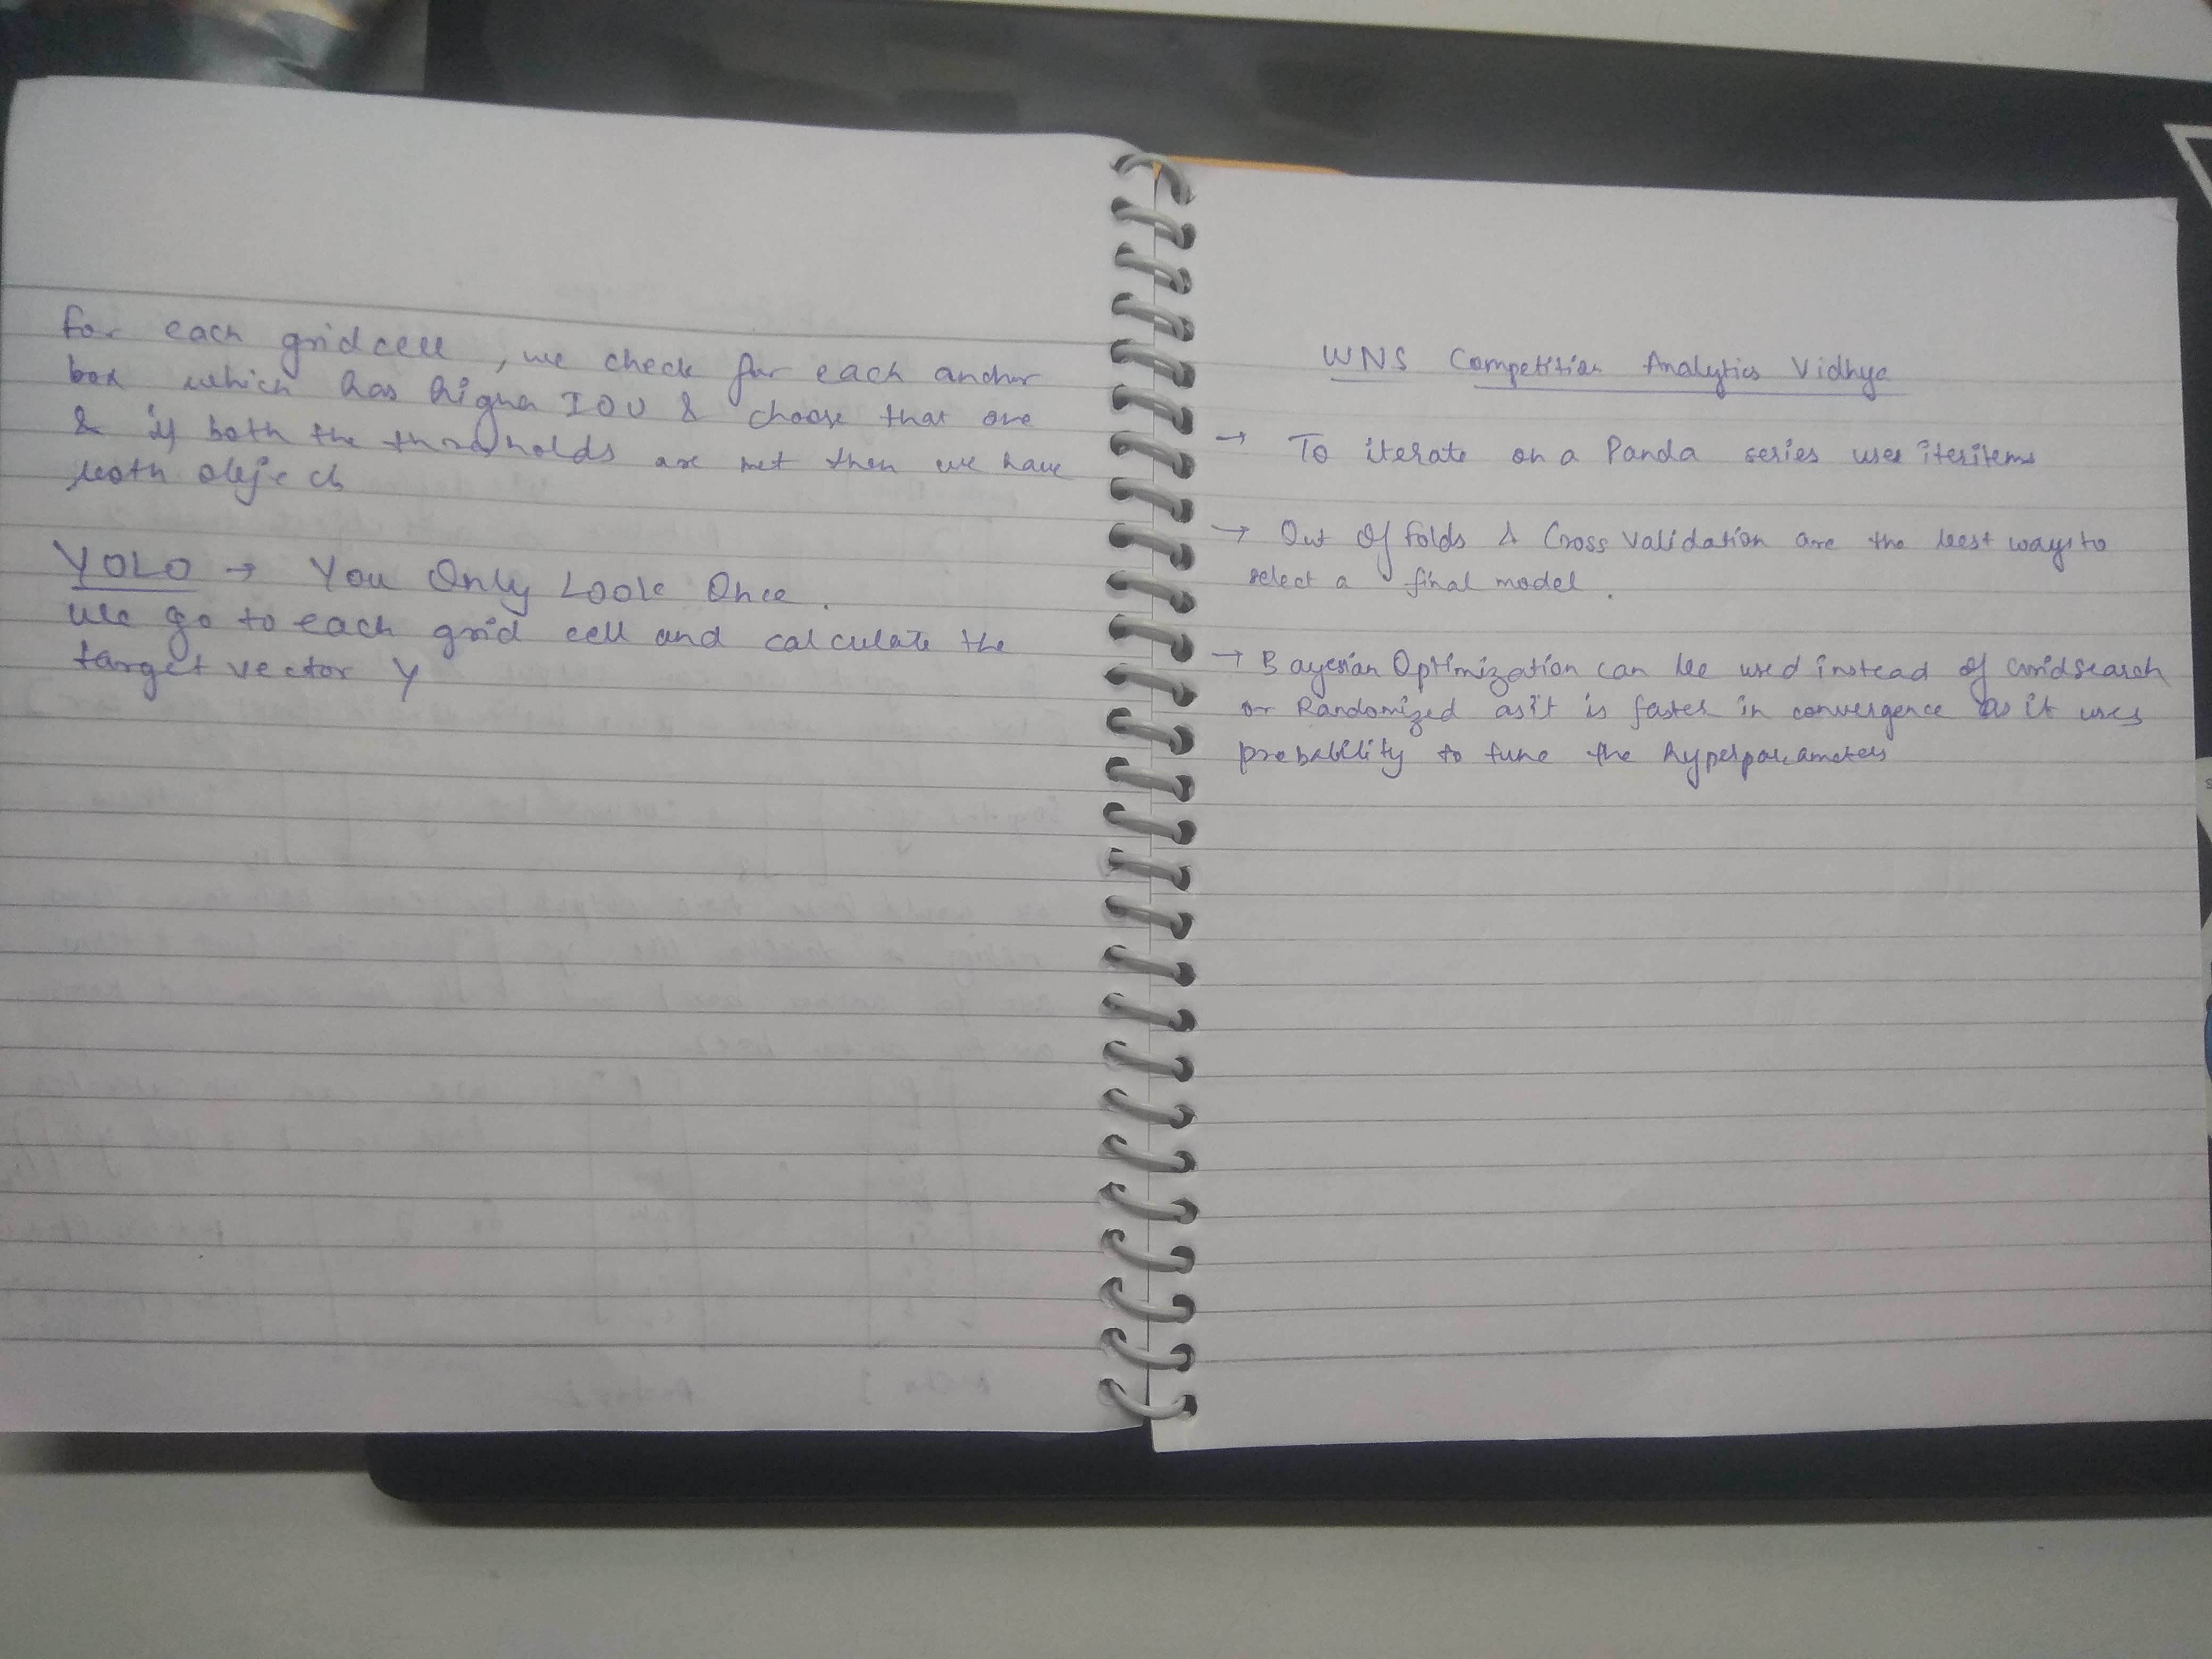 For each gridcell, we check for each anchor
box which has higher IOU & choose that one
& if both the thresholds are met then we have
both objects
YOLO → You Only Look Once.
We go to each grid cell and calculate the
target vector y
WNS Competition Analytics Vidhya
→ To iterate on a Panda series use iteritems
→ Out Of Folds & Cross Validation are the best ways to
select a final model.
→ Bayesian Optimization can be used instead of Gridsearch
or Randomized as it is faster in convergence as it uses
probability to tune the hyperparameters